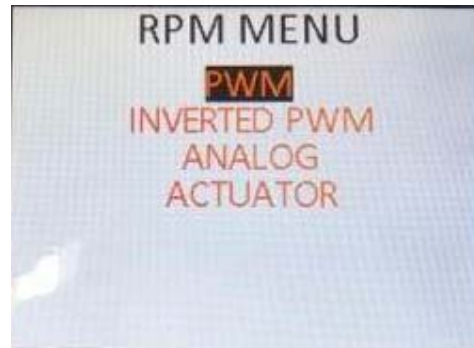 RPM MENU
PWM
INVERTED PWM
ANALOG
ACTUATOR